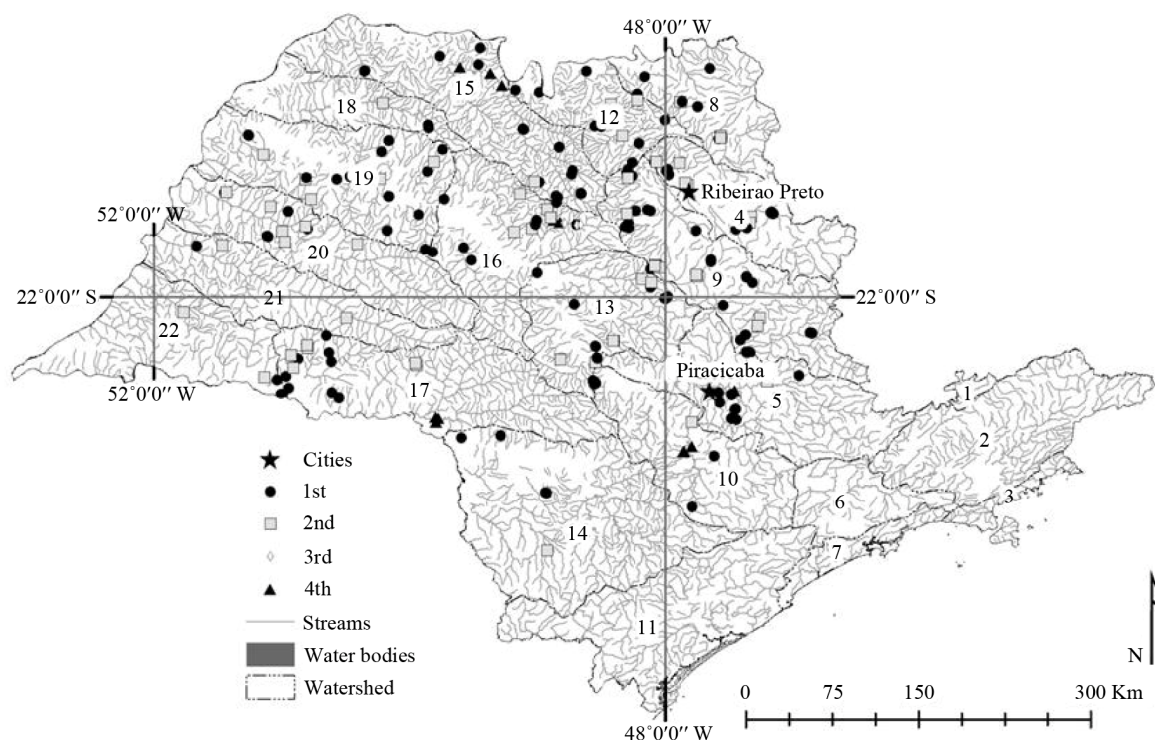 48°0′0″ W
15
8
18
12
19
Ribeirao Preto
52°0′0″ W
4
c
20
16
9
22°0′0″ S
22°0′0″ S
21
13
22
Piracicaba
52°0′0″ W
17
5
1
2
Cities
10
3
1st
6
2nd
14
7
3rd
4th
Streams
11
Water bodies
N
Watershed
0 75 150 300 Km
48°0′0″ W